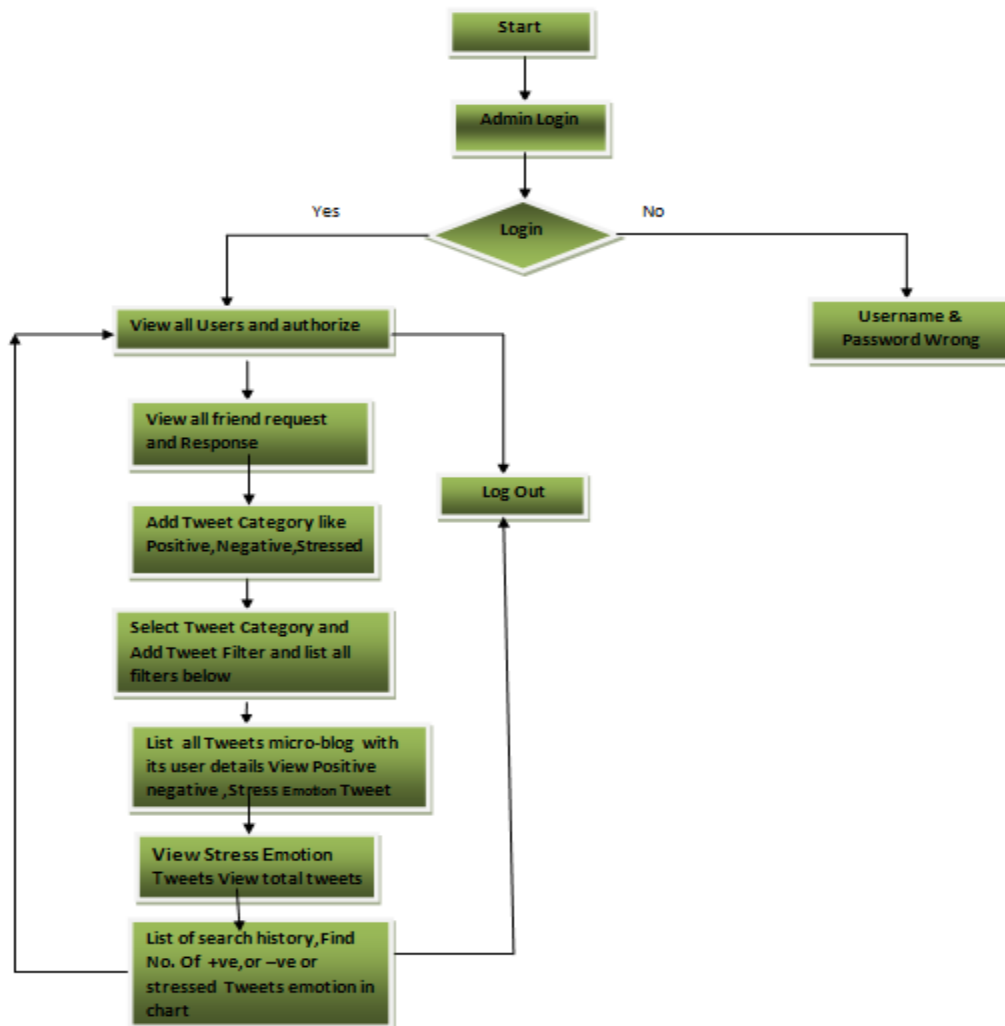 Start
Admin Login
Yes
No
Login
View all Users and authorize
Username &
Password Wrong
View all friend request
and Response
Log Out
Add Tweet Category like
Positive,Negative,Stressed
Select Tweet Category and
Add Tweet Filter and list all
filters below
List all Tweets micro-blog with
its user details View Positive
negative ,Stress Emotion Tweet
View Stress Emotion
Tweets View total tweets
List of search history,Find
No. Of +ve,or –ve or
stressed Tweets emotion in
chart